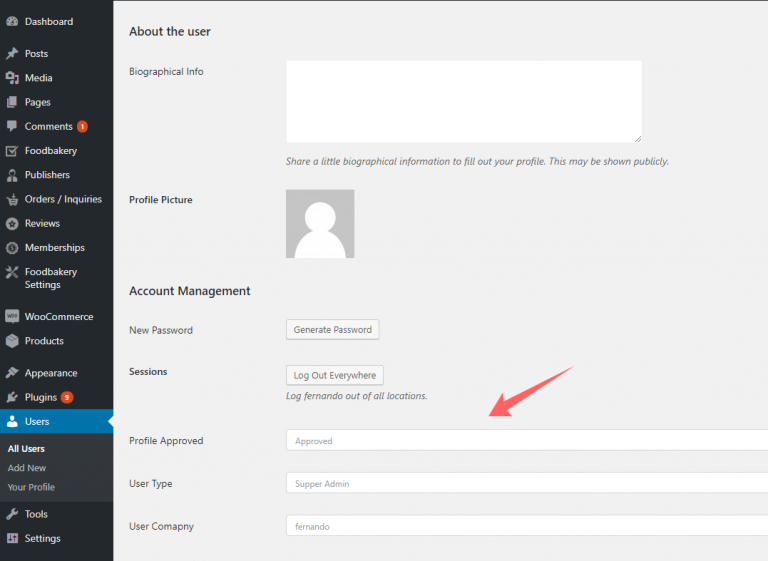 Dashboard
Posts
Media
Pages
Comments 1
Foodbakery
Publishers
Orders / Inquiries
Reviews
Memberships
Foodbakery
Settings
WOO WooCommerce
Products
Appearance
Plugins 9
Users
All Users
Add New
Your Profile
Tools
Settings
About the user
Biographical Info
Share a little biographical information to fill out your profile. This may be shown publicly.
Profile Picture
Account Management
New Password Generate Password
Sessions Log Out Everywhere
Log fernando out of all locations.
Profile Approved Approved
User Type Supper Admin
User Comapny fernando